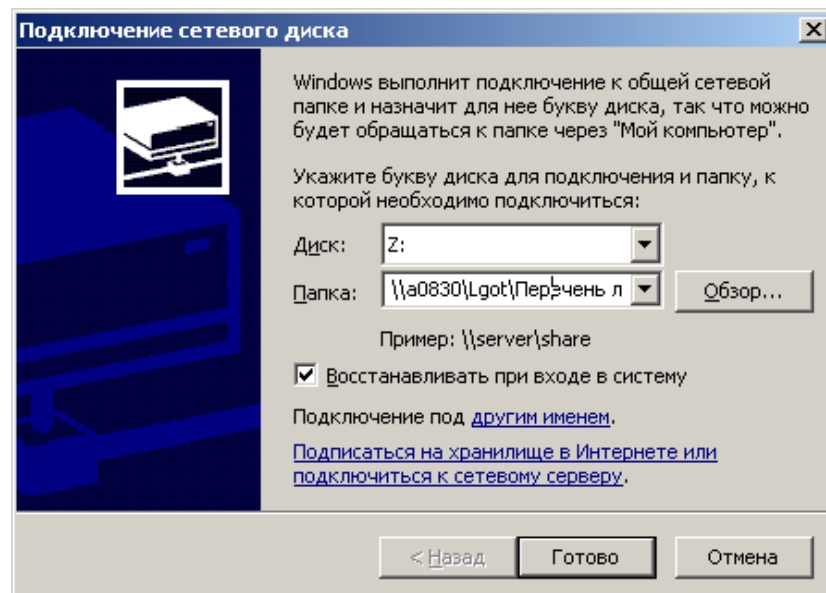 Подключение сетевого диска
Windows выполнит подключение к общей сетевой
папке и назначит для нее букву диска, так что можно
будет обращаться к папке через "Мой компьютер".
Укажите букву диска для подключения и папку, к
которой необходимо подключиться:
Диск: Z:
Папка: \\a0830\Lgot\Перечень л Обзор...
Пример: \\server\share
Восстанавливать при входе в систему
Подключение под другим именем.
Подписаться на хранилище в Интернете или
подключиться к сетевому серверу.
< Назад Готово Отмена